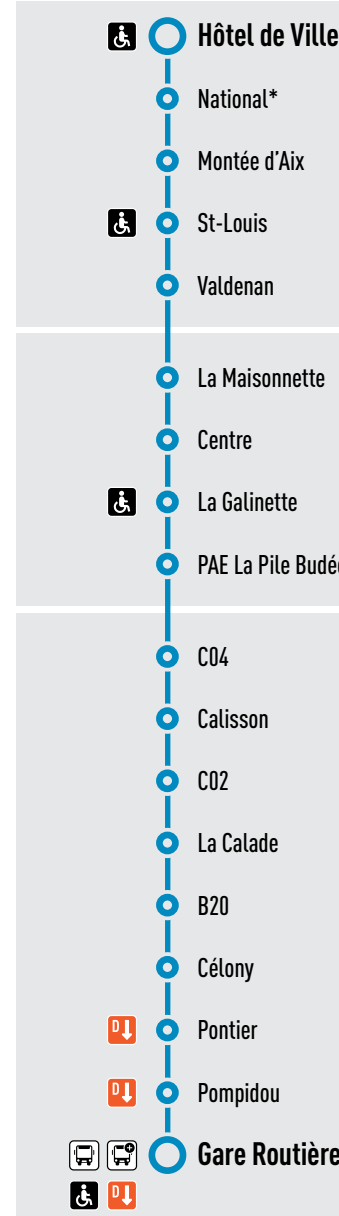 Hôtel de Ville
National*
Montée d'Aix
St-Louis
Valdenan
La Maisonnette
Centre
La Galinette
PAE La Pile Budé
C04
Calisson
C02
La Calade
B20
Célony
D Pontier
D Pompidou
Gare Routière
D